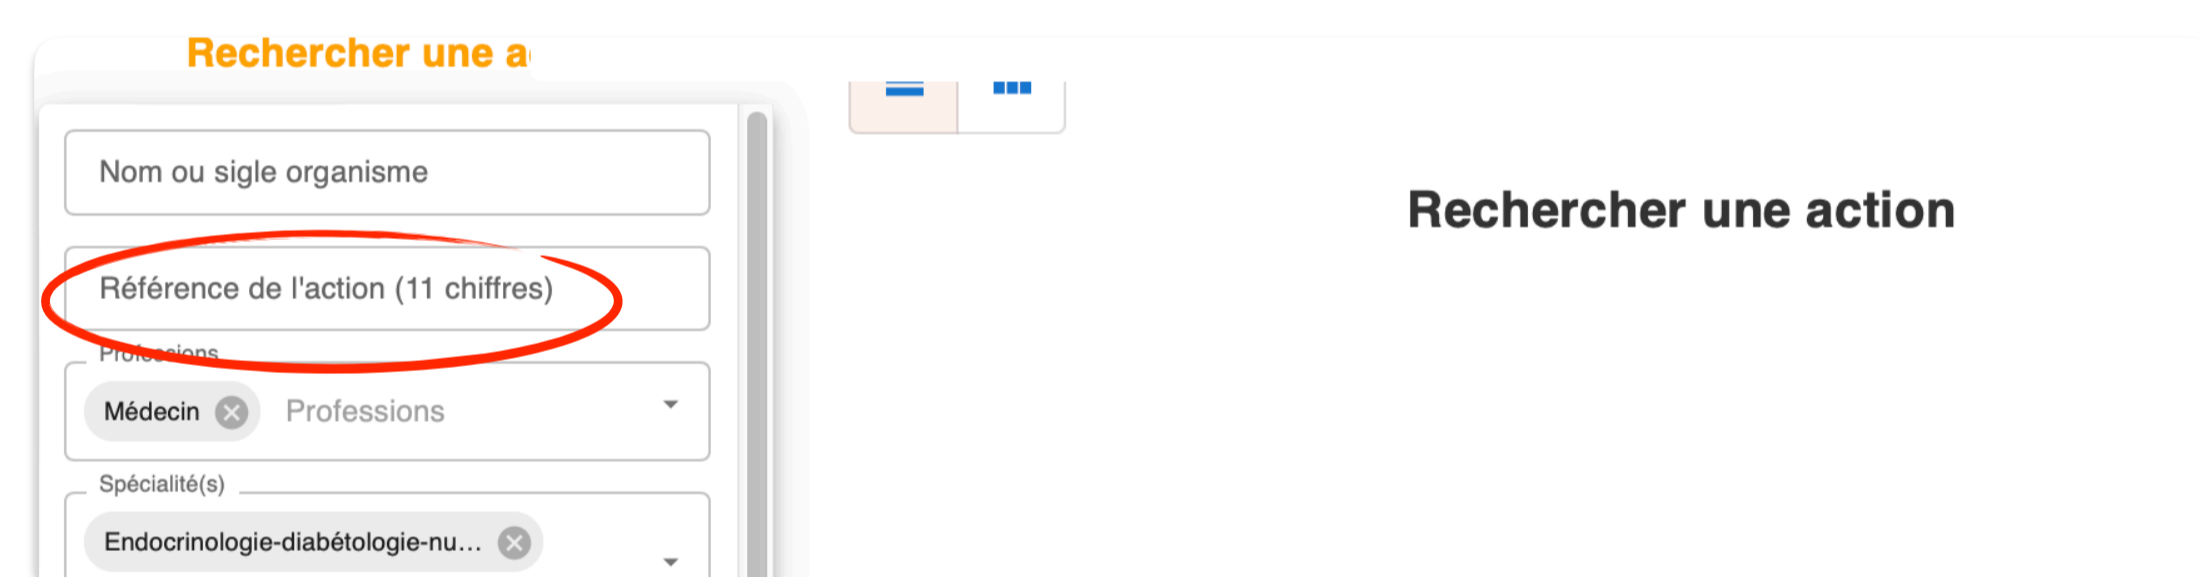 Rechercher une a
Nom ou sigle organisme
Référence de l'action (11 chiffres)
Professions
Médecin Professions
Spécialité(s)
Endocrinologie-diabétologie-nu...
Rechercher une action